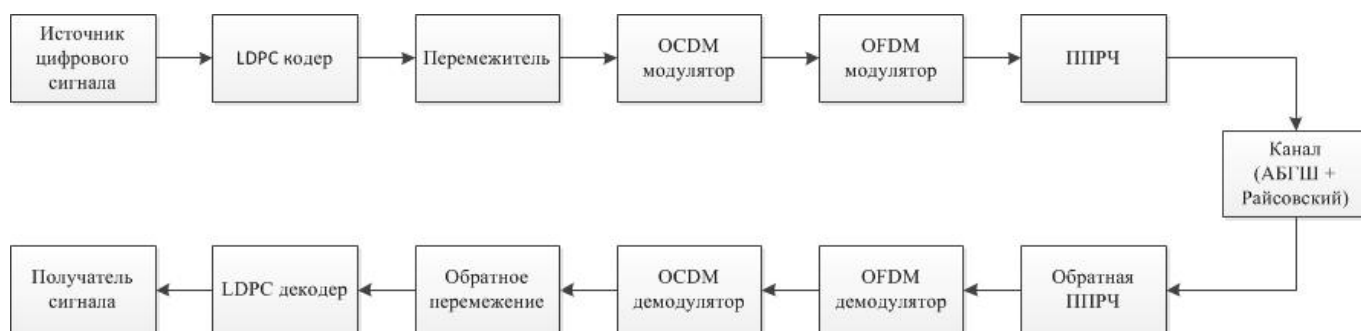 Источник
цифрового
сигнала
LDPC кодер
Перемежитель
OCDM
модулятор
OFDM
модулятор
ППРЧ
Канал
(АБГШ +
Райсовский)
Получатель
сигнала
LDPC декодер
Обратное
перемежение
OCDM
демодулятор
OFDM
демодулятор
Обратная
ППРЧ